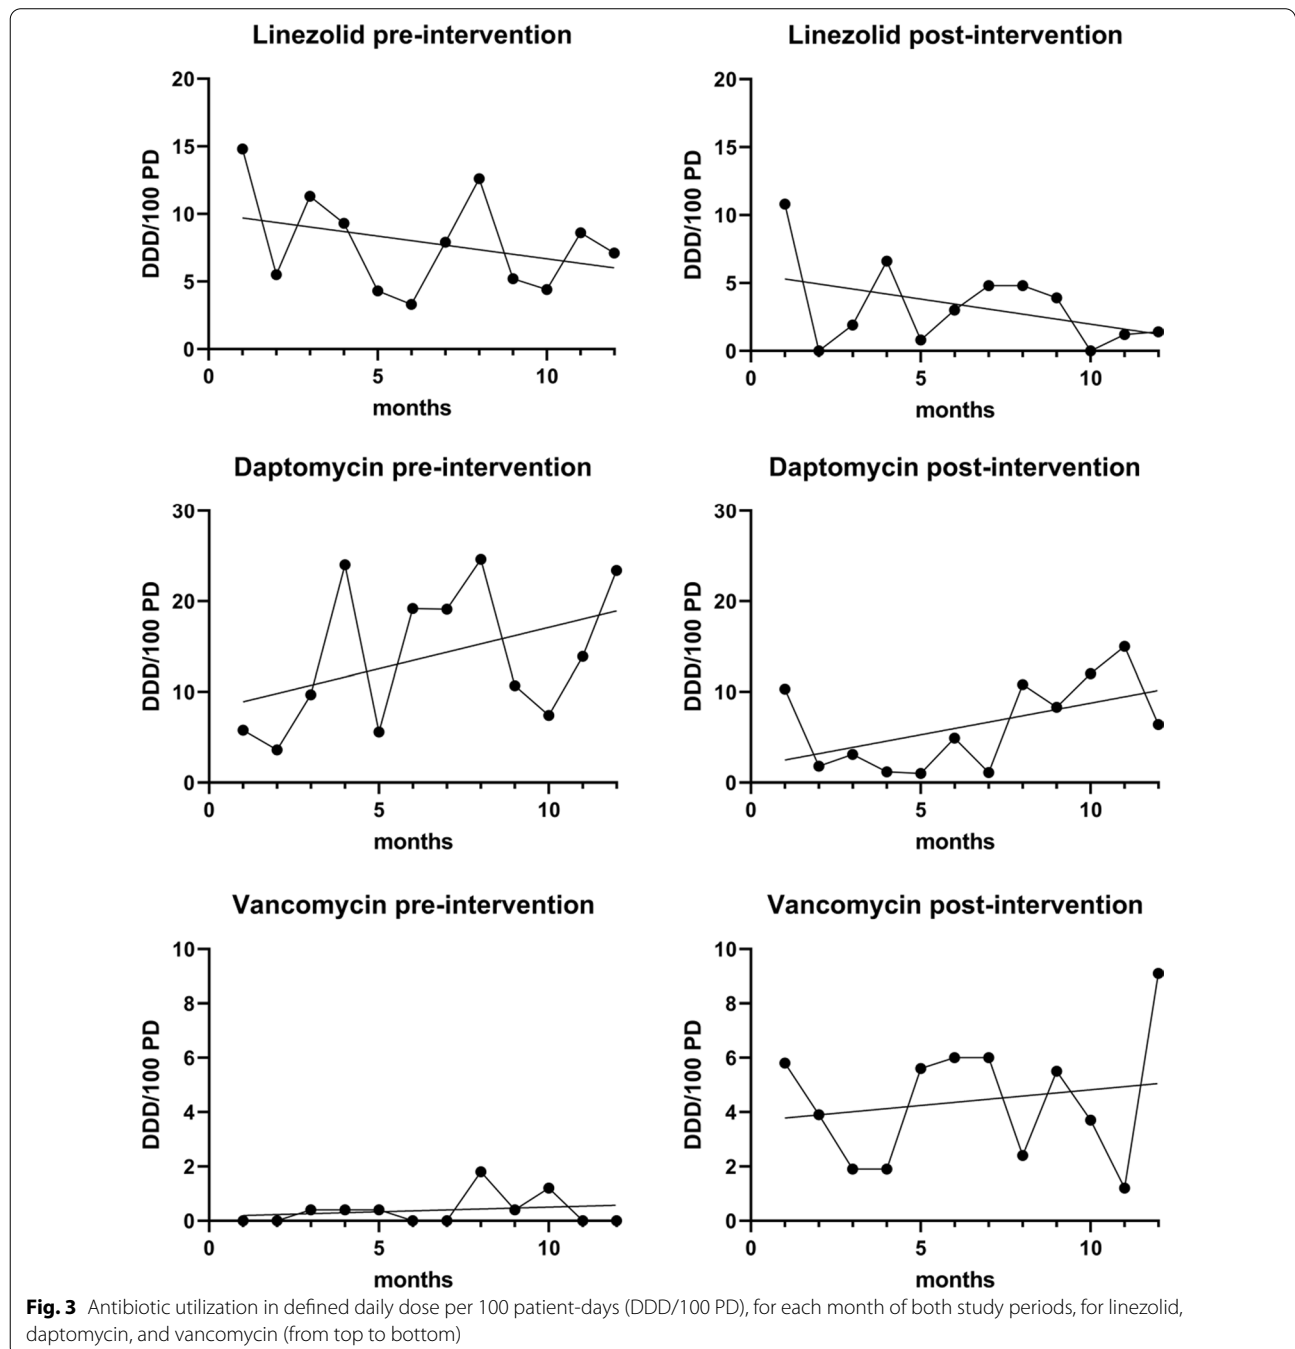 Linezolid pre-intervention
20
15
10
5
0
DDD/100 PD
0 5 10
months
Linezolid post-intervention
20
15
10
5
0
DDD/100 PD
0 5 10
months
Daptomycin pre-intervention
30
20
10
0
DDD/100 PD
0 5 10
months
Daptomycin post-intervention
30
20
10
0
DDD/100 PD
0 5 10
months
Vancomycin pre-intervention
10
8
6
4
2
0
DDD/100 PD
0 5 10
months
Vancomycin post-intervention
10
8
6
4
2
0
DDD/100 PD
0 5 10
months
Fig. 3 Antibiotic utilization in defined daily dose per 100 patient-days (DDD/100 PD), for each month of both study periods, for linezolid,
daptomycin, and vancomycin (from top to bottom)